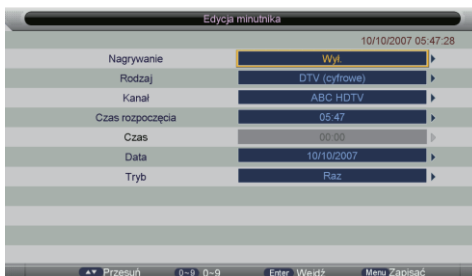 Edycja minutnika
10/10/2007 05:47:28
Nagrywanie Wył.
Rodzaj DTV (cyfrowe)
Kanał ABC HDTV
Czas rozpoczęcia 05:47
Czas 00:00
Data 10/10/2007
Tryb Raz
Przesuń 0~9 0~9 Enter Wejdź Menu Zapisać